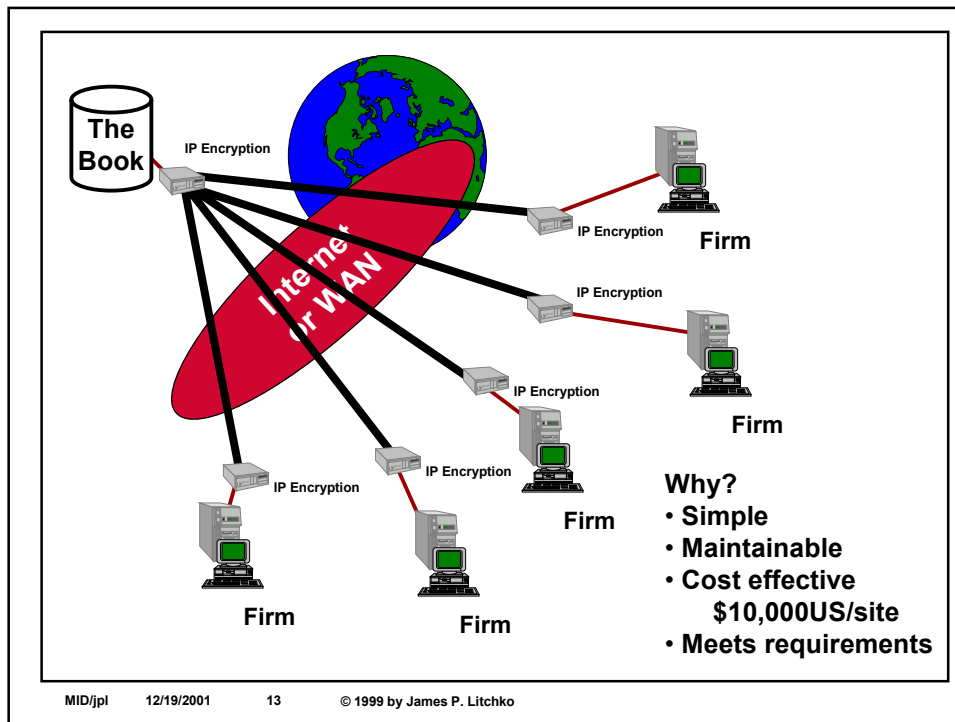 The
Book
IP Encryption
Internet
or WAN
IP Encryption
Firm
IP Encryption
Firm
IP Encryption
Firm
IP Encryption
Firm
IP Encryption
Firm
Why?
• Simple
• Maintainable
• Cost effective
$10,000US/site
• Meets requirements
MID/jpl 12/19/2001 13 © 1999 by James P. Litchko